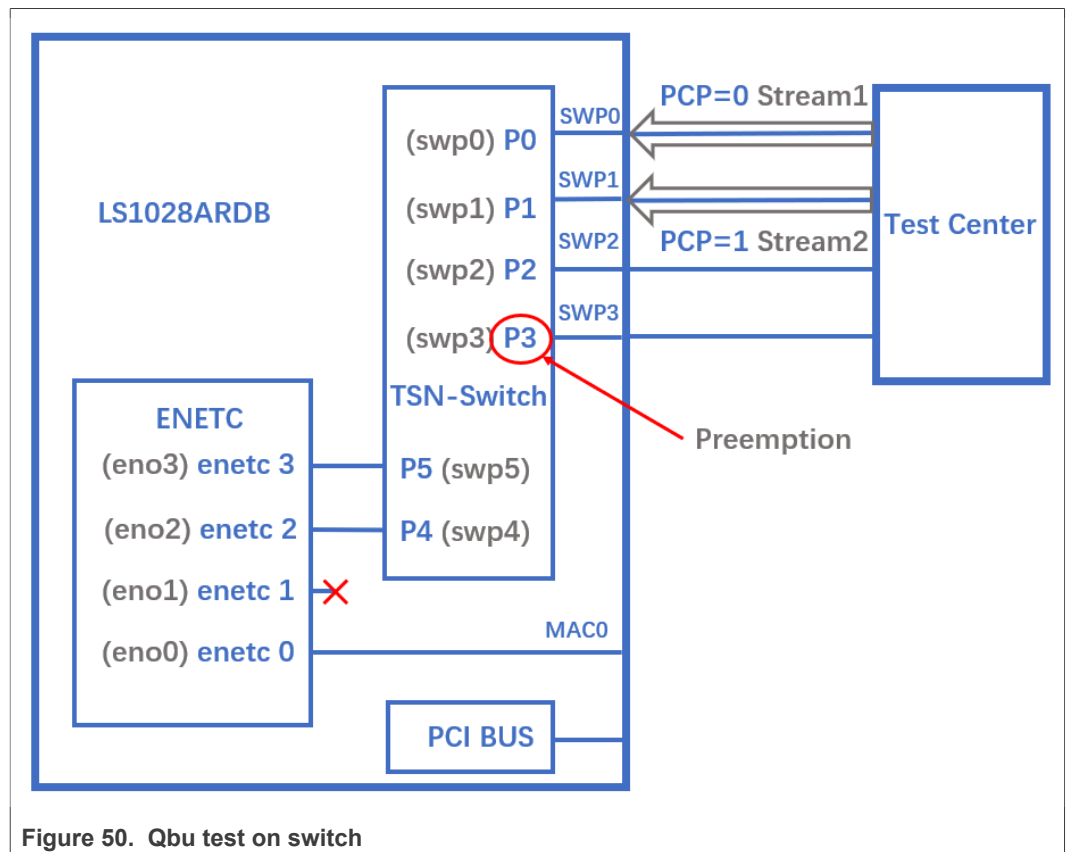 PCP=0 Stream1
SWP0
(swp0) P0
SWP1
LS1028ARDB
(swp1) P1
Test Center
PCP=1 Stream2
SWP2
(swp2) P2
SWP3
(swp3) P3
TSN-Switch
Preemption
ENETC
(eno3) enetc 3
P5 (swp5)
(eno2) enetc 2
P4 (swp4)
(eno1) enetc 1
MAC0
(eno0) enetc 0
PCI BUS
Figure 50. Qbu test on switch